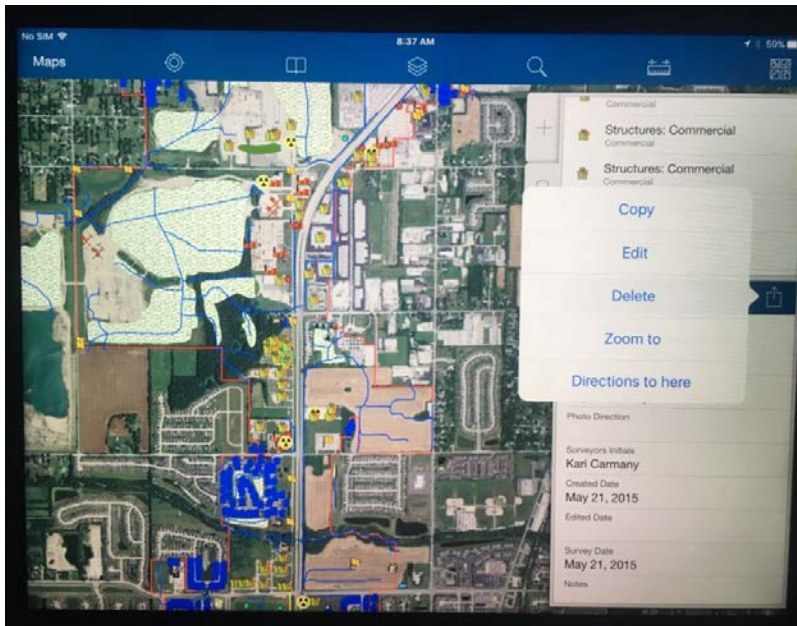 No SIM
8:37 AM
59%
Maps
Commercial
Structures: Commercial
Commercial
Structures: Commercial
Commercial
Copy
Edit
Delete
Zoom to
Directions to here
Photo Direction
Surveyors Initials
Kari Carmany
Created Date
May 21, 2015
Edited Date
Survey Date
May 21, 2015
Notes